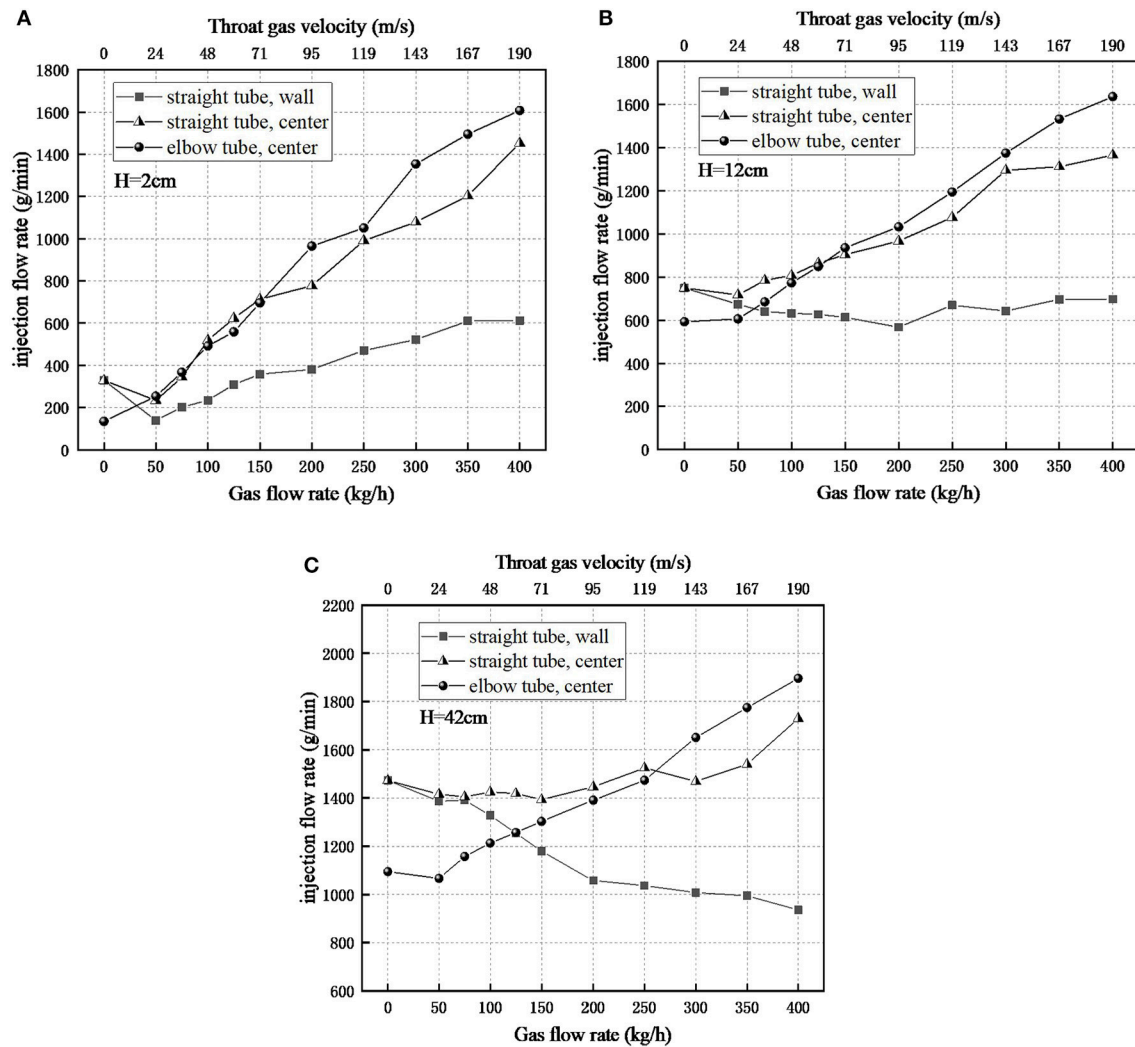 A
Throat gas velocity (m/s)
0 24 48 71 95 119 143 167 190
1800
1600
1400
1200
1000
800
600
400
200
0
injection flow rate (g/min)
straight tube, wall
straight tube, center
elbow tube, center
H=2cm
0 50 100 150 200 250 300 350 400
Gas flow rate (kg/h)
B
Throat gas velocity (m/s)
0 24 48 71 95 119 143 167 190
1800
1600
1400
1200
1000
800
600
400
200
0
injection flow rate (g/min)
straight tube, wall
straight tube, center
elbow tube, center
H=12cm
0 50 100 150 200 250 300 350 400
Gas flow rate (kg/h)
C
Throat gas velocity (m/s)
0 24 48 71 95 119 143 167 190
2200
2000
1800
1600
1400
1200
1000
800
600
injection flow rate (g/min)
straight tube, wall
straight tube, center
elbow tube, center
H=42cm
0 50 100 150 200 250 300 350 400
Gas flow rate (kg/h)